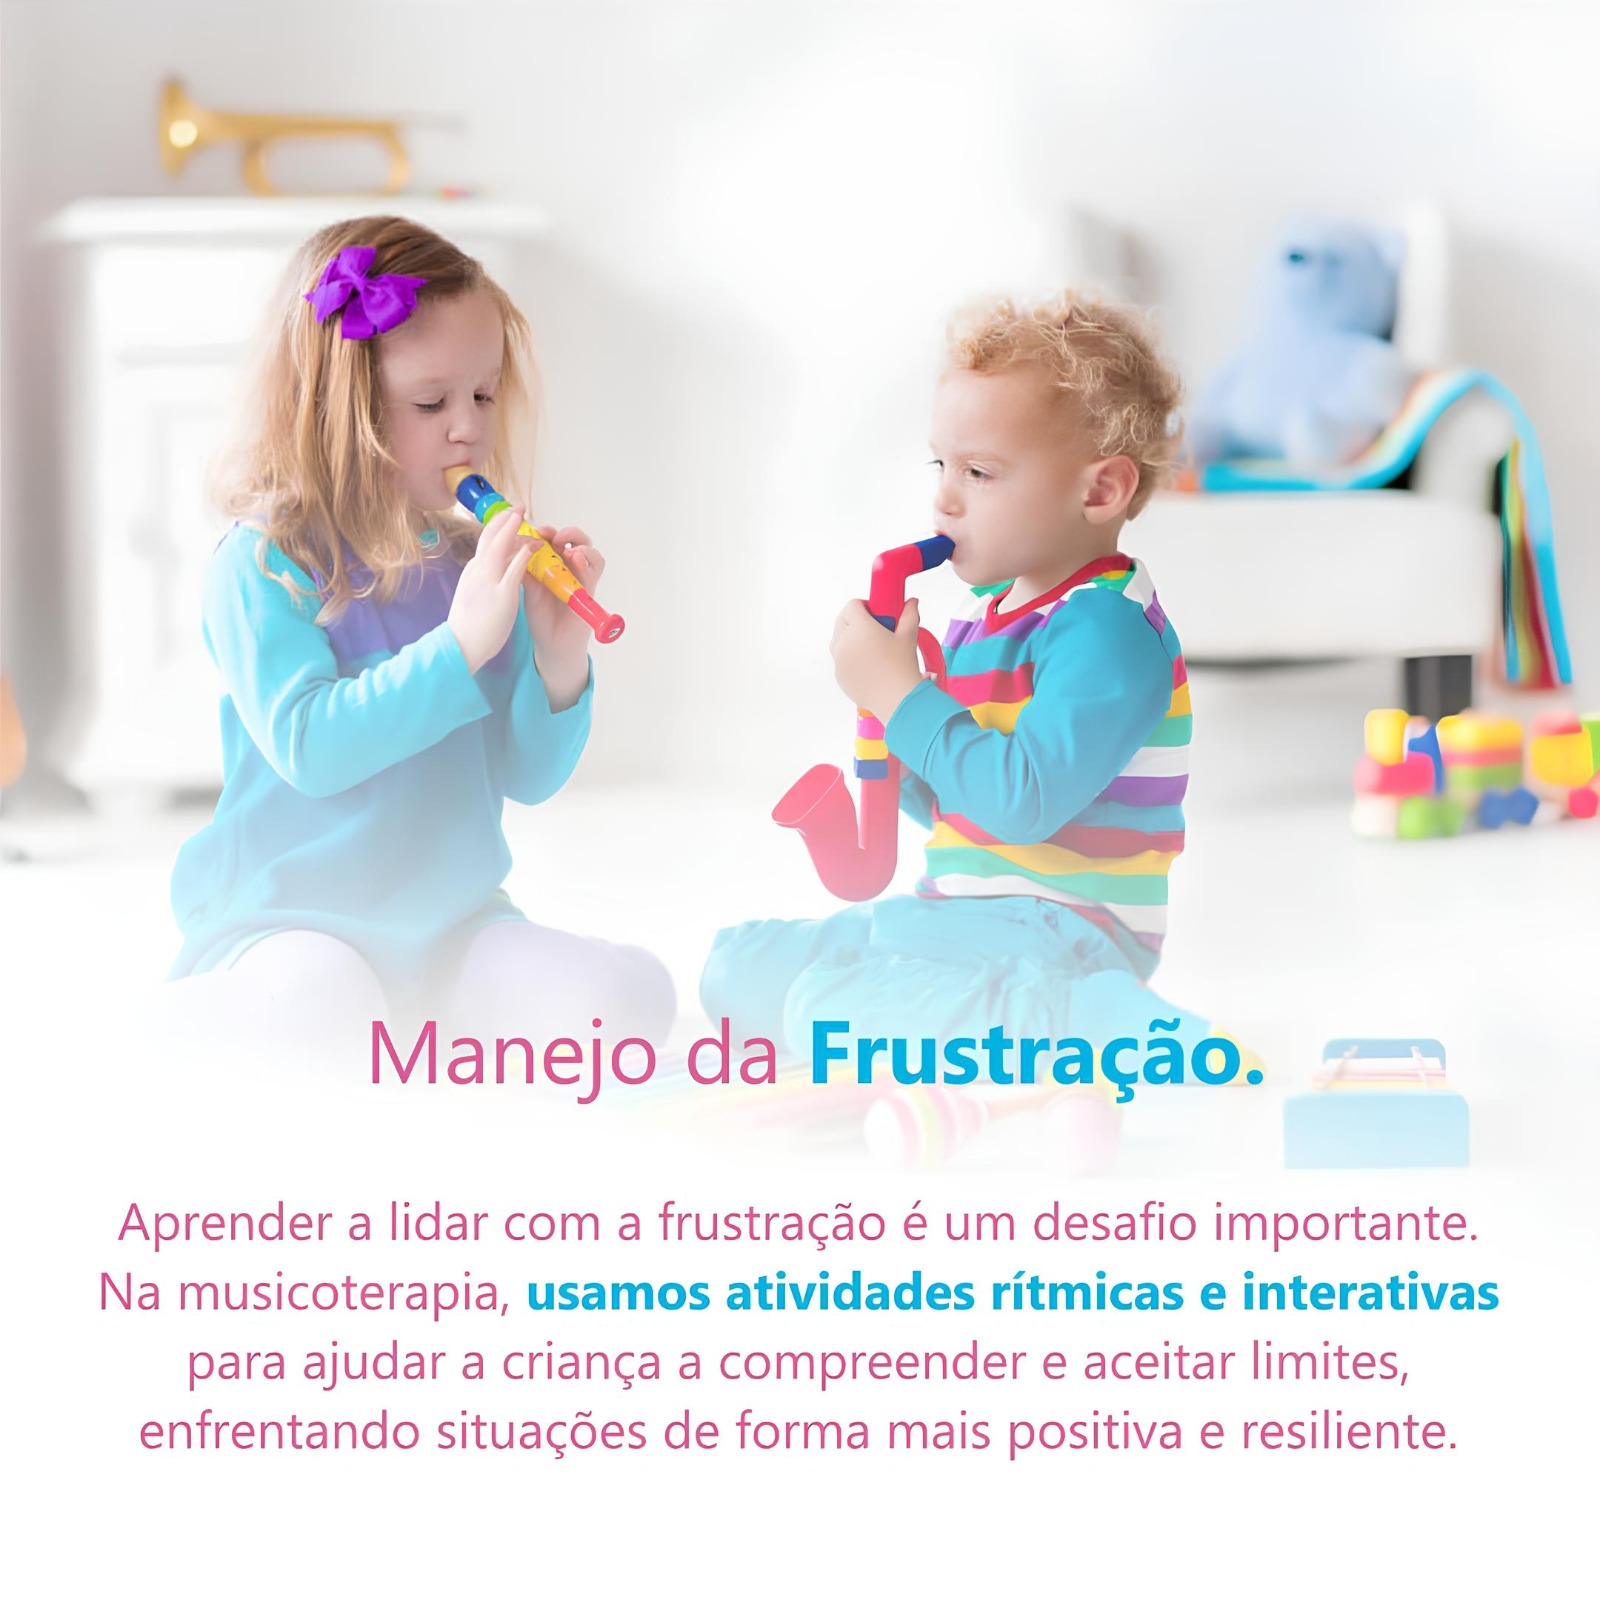 Manejo da Frustração.
Aprender a lidar com a frustração é um desafio importante.
Na musicoterapia, usamos atividades rítmicas e interativas
para ajudar a criança a compreender e aceitar limites,
enfrentando situações de forma mais positiva e resiliente.